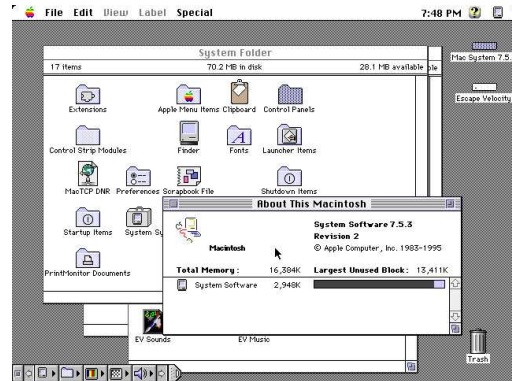 File Edit View Label Special 7:48 PM
System Folder
17 items 70.2 MB in disk 28.1 MB available ble
Mac System 7.5.
Extensions Apple Menu Items Clipboard Control Panels
Escape Velocity
Control Strip Modules Finder Fonts Launcher Items
MacTCP DNR Preferences Scrapbook File Shutdown Items
About This Macintosh
System Software 7.5.3
Revision 2
Macintosh © Apple Computer, Inc. 1983-1995
Startup Items System Su
Total Memory : 16,384K Largest Unused Block : 13,411K
PrintMonitor Documents
System Software 2,948K
EV Sounds EV Music
Trash